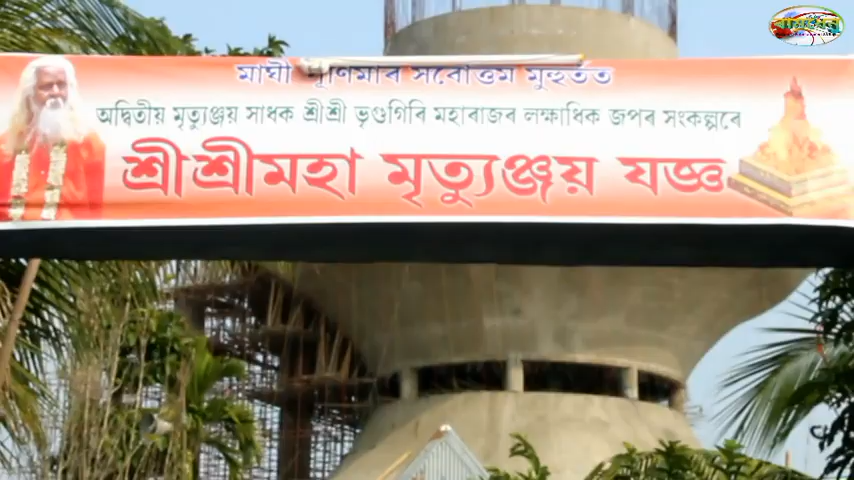 মাঘী পূৰ্ণিমাৰ সৰ্বোত্তম মুহূৰ্তত
অদ্বিতীয় মৃত্যুঞ্জয় সাধক শ্ৰীশ্ৰী ভৃগুগিৰি মহাৰাজৰ লক্ষাধিক জপৰ সংকল্পৰে
শ্ৰীশ্ৰীমহা মৃত্যুঞ্জয় যজ্ঞ